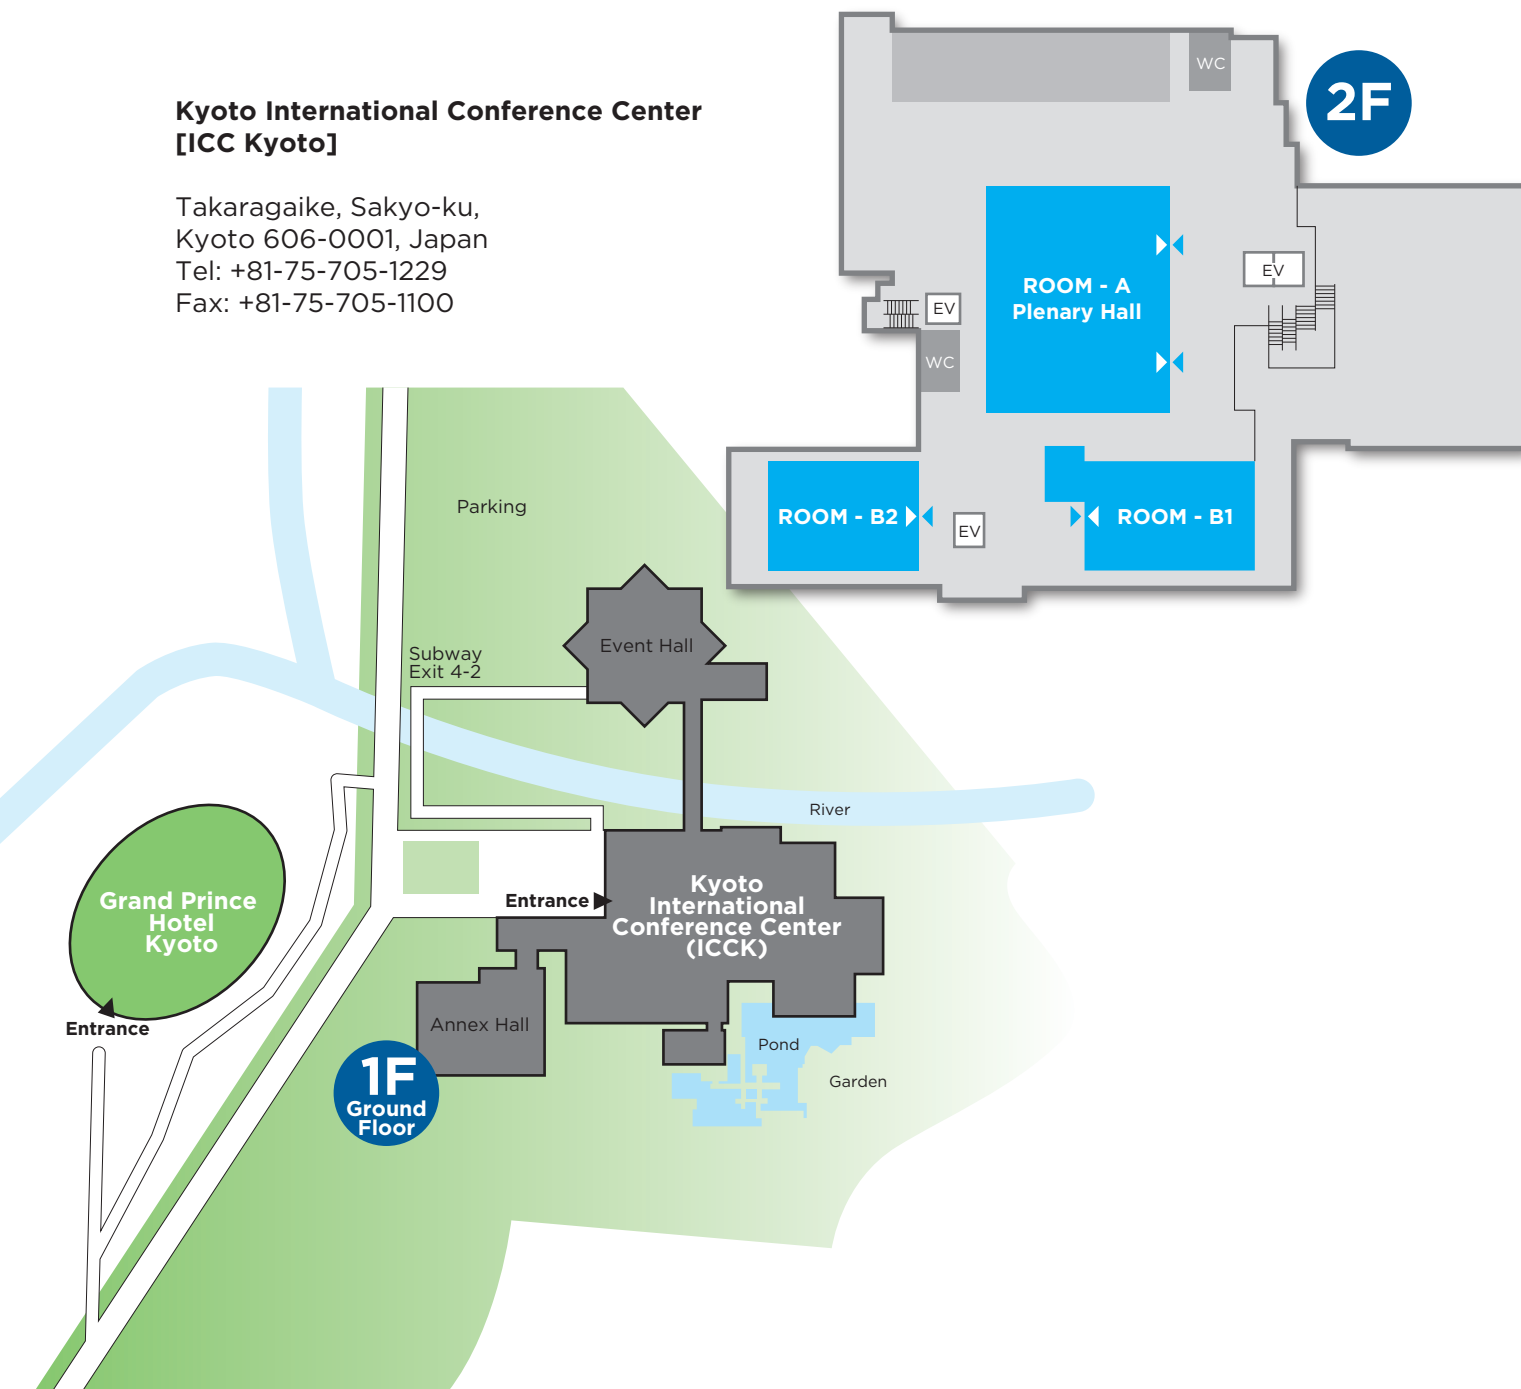 Kyoto International Conference Center
[ICC Kyoto]
Takaragaike, Sakyo-ku,
Kyoto 606-0001, Japan
Tel: +81-75-705-1229
Fax: +81-75-705-1100
2F
WC
ROOM - A
Plenary Hall
EV
EV
WC
ROOM - B2
EV
ROOM - B1
Parking
Event Hall
Subway
Exit 4-2
River
Grand Prince
Hotel
Kyoto
Entrance
Entrance
Kyoto
International
Conference Center
(ICCK)
Annex Hall
1F
Ground
Floor
Pond
Garden